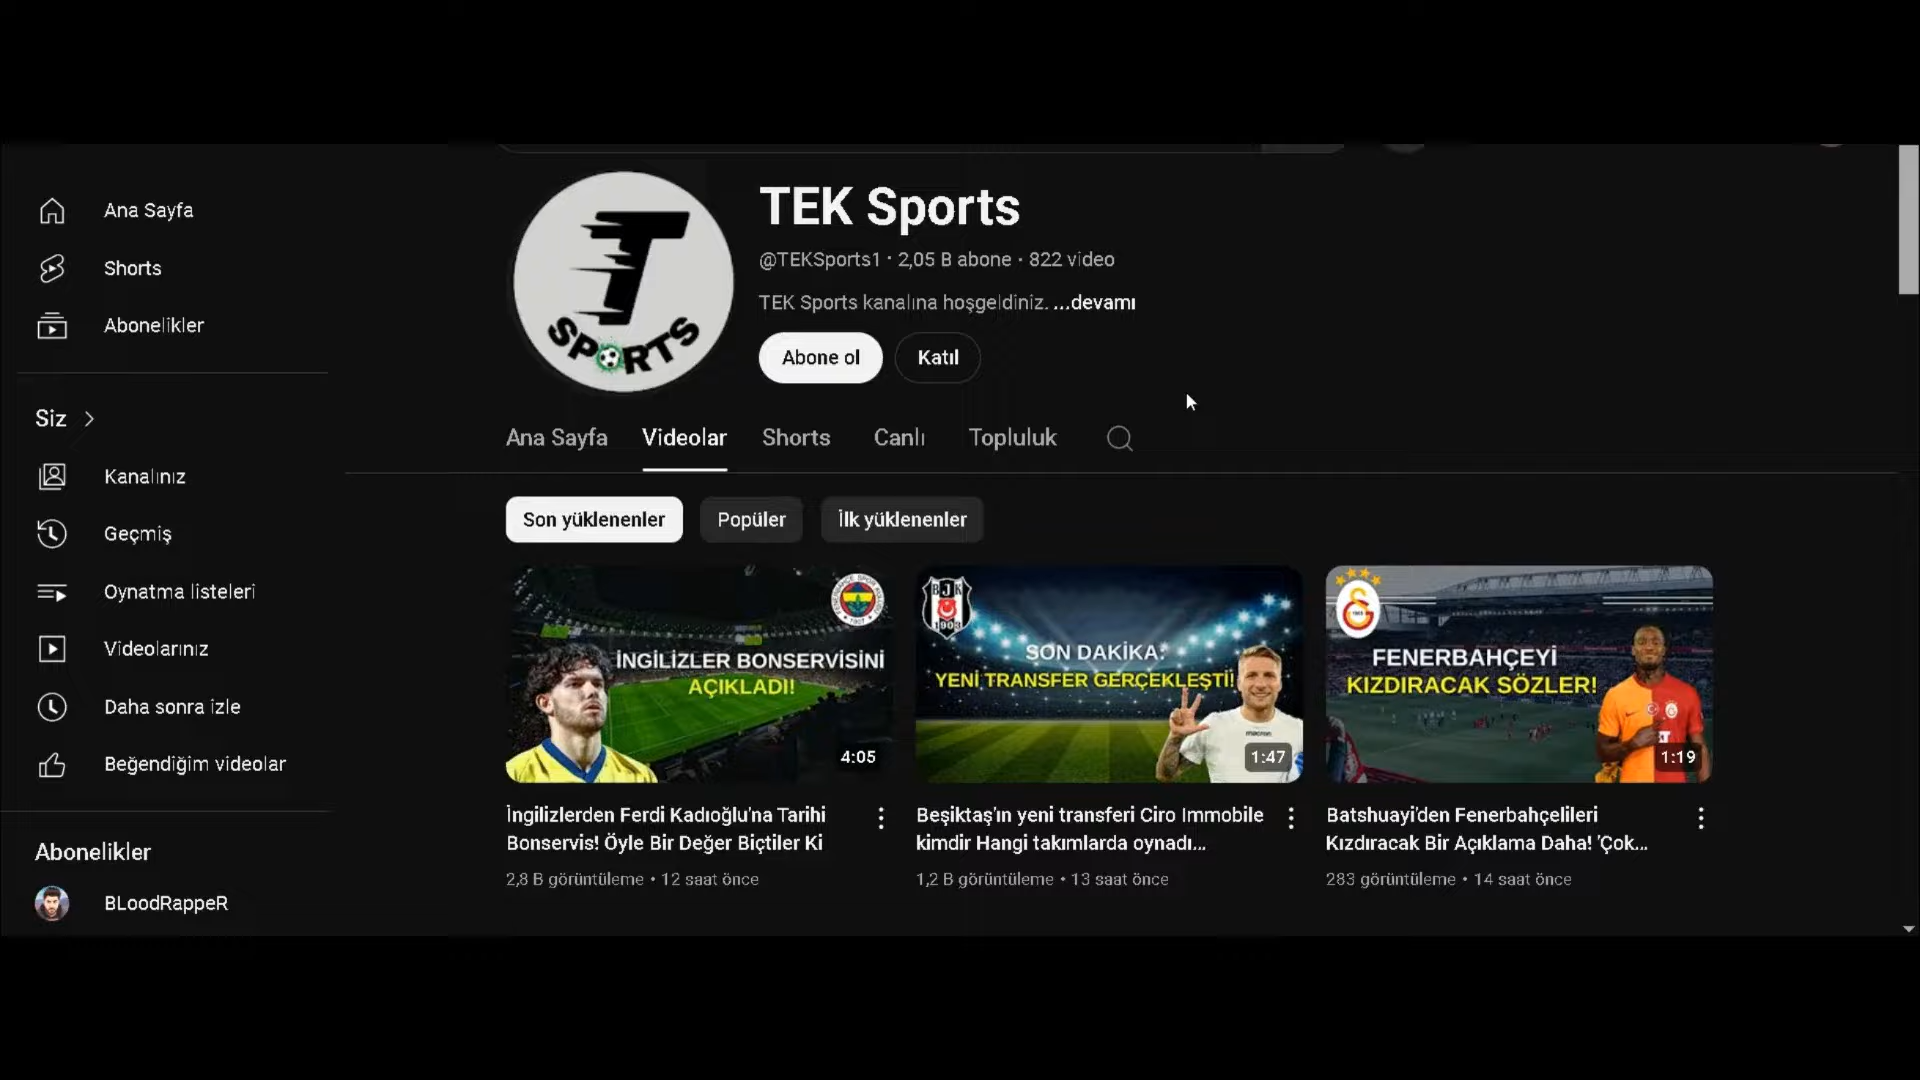 Ana Sayfa
Shorts
Abonelikler
Siz
Kanalınız
Geçmiş
Oynatma listeleri
Videolarınız
Daha sonra izle
Beğendiğim videolar
Abonelikler
BLoodRappeR
T
SPORTS
TEK Sports
@TEKSports1 • 2,05 B abone • 822 video
TEK Sports kanalına hoşgeldiniz. ...devamı
Abone ol
Katıl
Ana Sayfa
Videolar
Shorts
Canlı
Topluluk
Son yüklenenler
Popüler
İlk yüklenenler
İNGİLİZLER BONSERVİSİNİ
AÇIKLADI!
4:05
İngilizlerden Ferdi Kadıoğlu'na Tarihi
Bonservis! Öyle Bir Değer Biçtiler Ki
2,8 B görüntüleme • 12 saat önce
BJK
1903
SON DAKİKA:
YENİ TRANSFER GERÇEKLEŞTİ!
macron
1:47
Beşiktaş'ın yeni transferi Ciro Immobile
kimdir Hangi takımlarda oynadı...
1,2 B görüntüleme • 13 saat önce
FENERBAHÇEYİ
KIZDIRACAK SÖZLER!
1:19
Batshuayi'den Fenerbahçelileri
Kızdıracak Bir Açıklama Daha! 'Çok...
283 görüntüleme • 14 saat önce